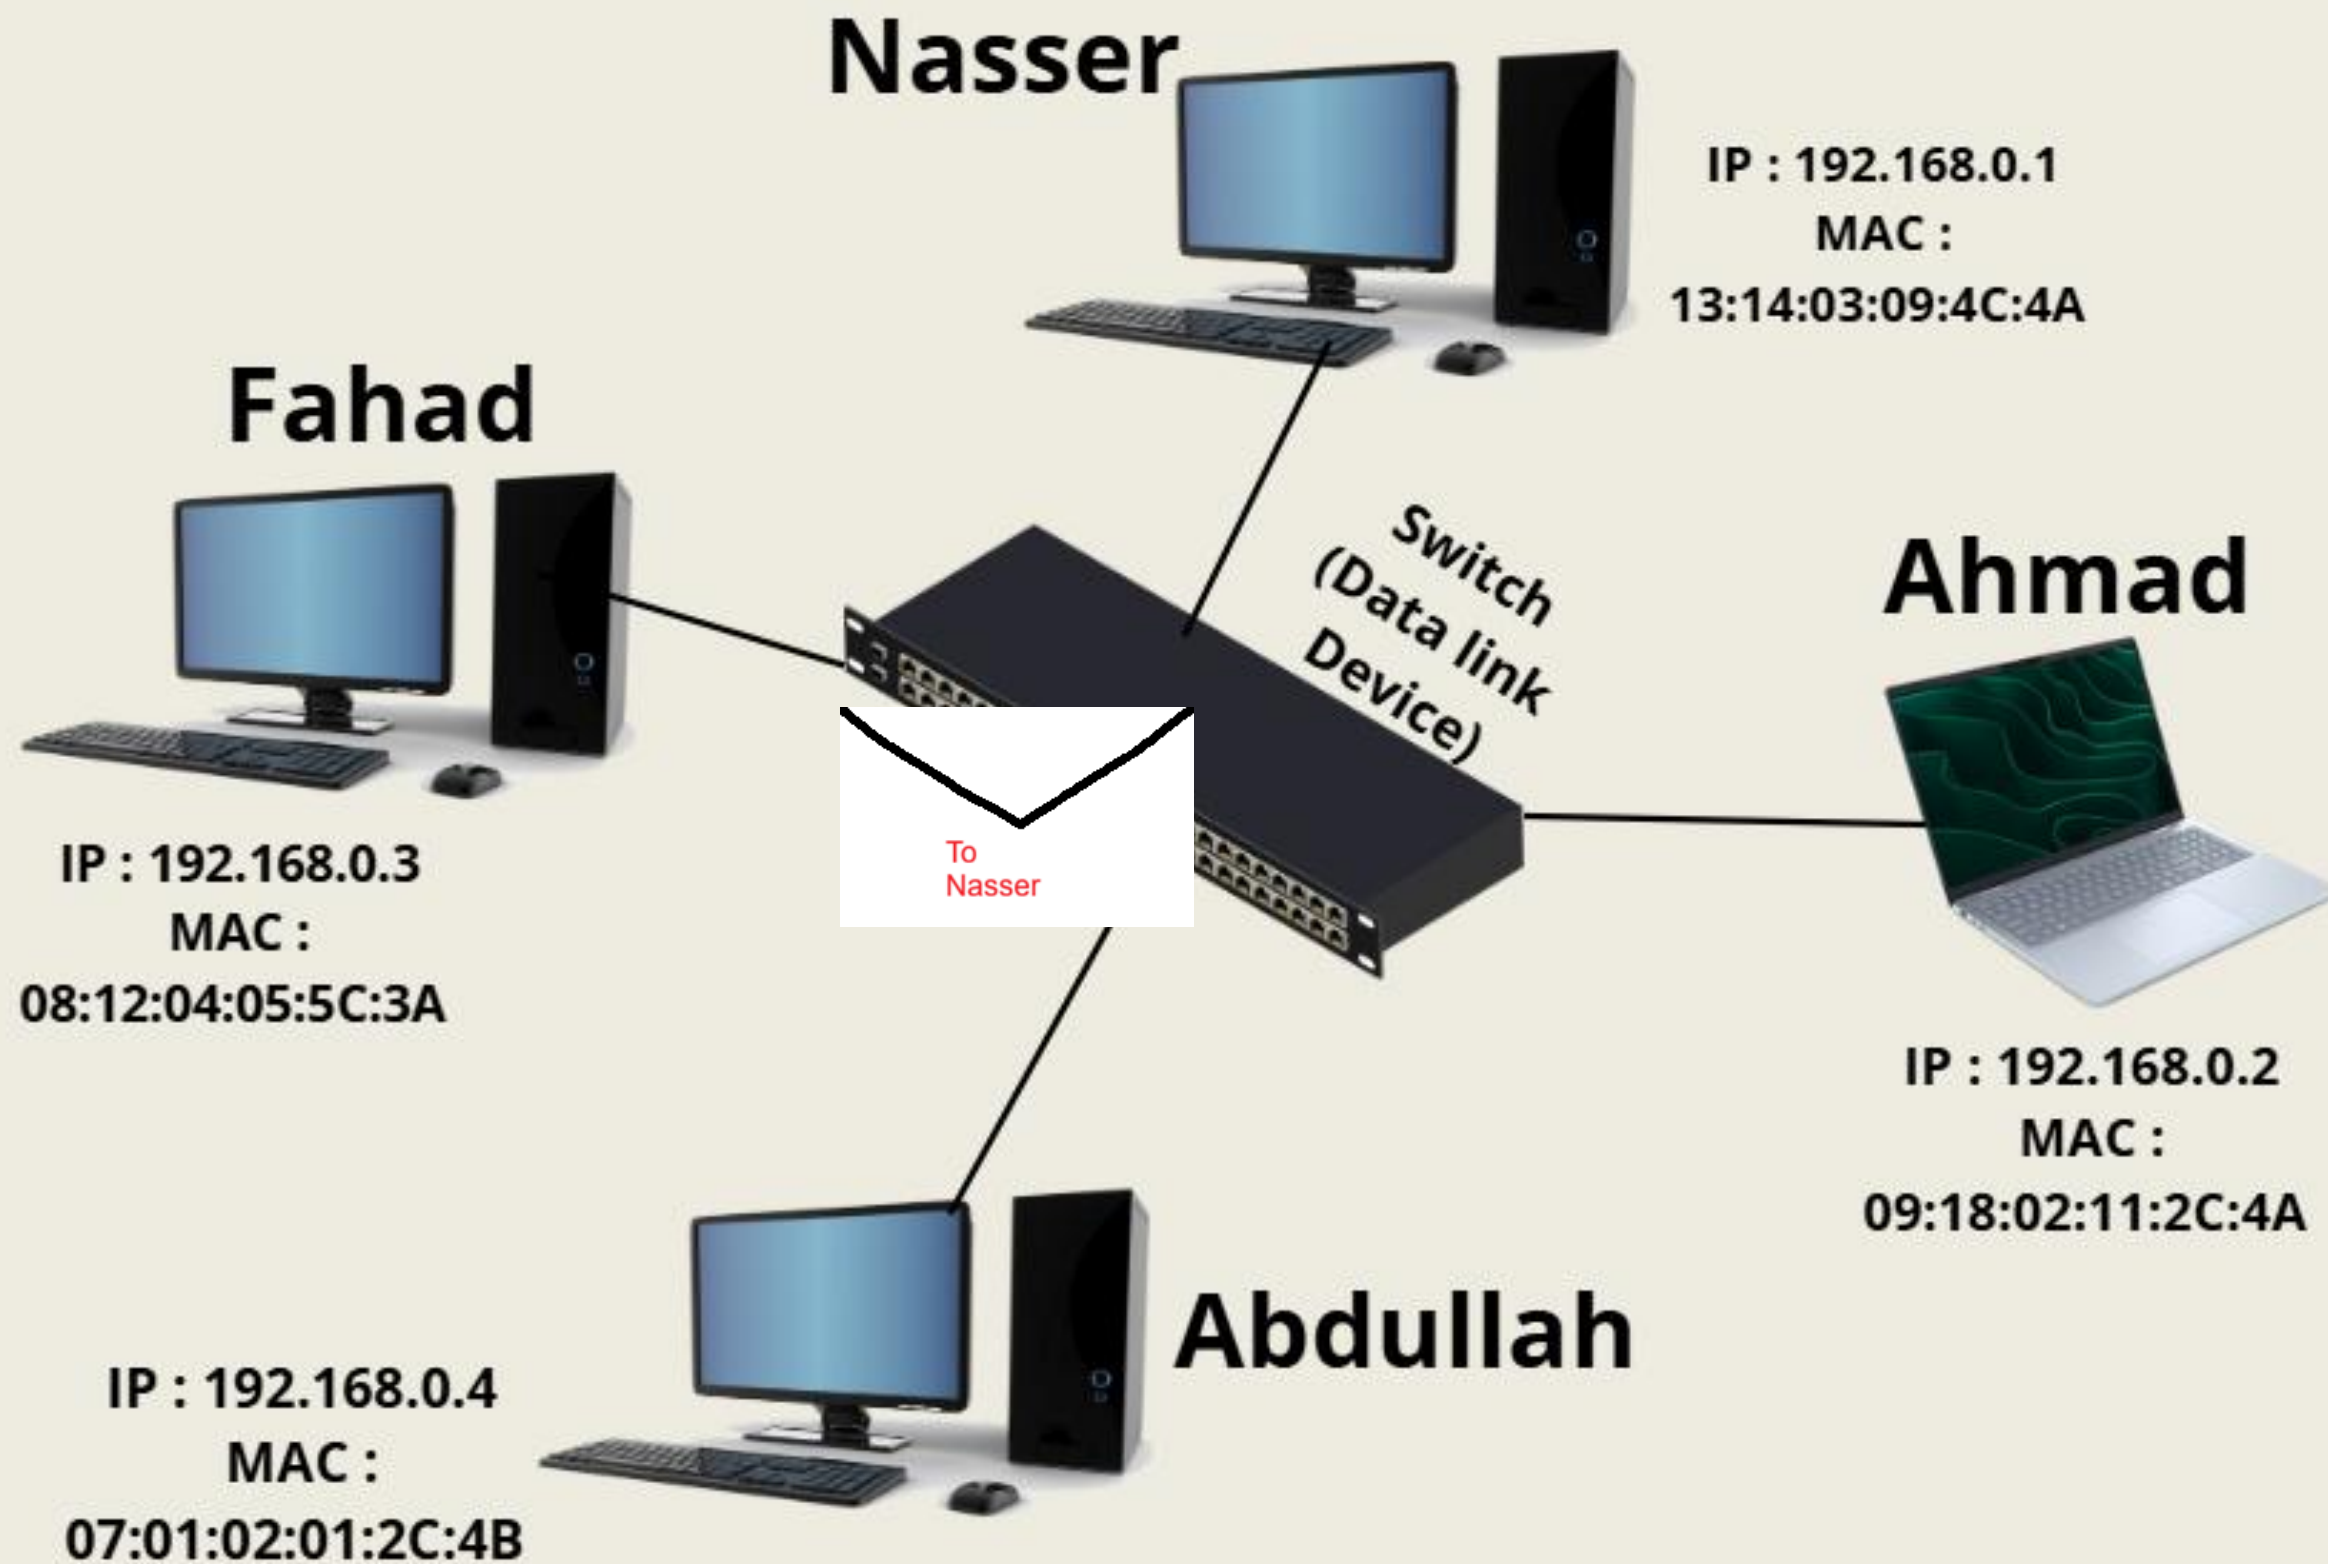 Nasser
IP : 192.168.0.1
MAC :
13:14:03:09:4C:4A
Fahad
IP : 192.168.0.3
MAC :
08:12:04:05:5C:3A
Switch
(Data link
Device)
To
Nasser
Ahmad
IP : 192.168.0.2
MAC :
09:18:02:11:2C:4A
Abdullah
IP : 192.168.0.4
MAC :
07:01:02:01:2C:4B